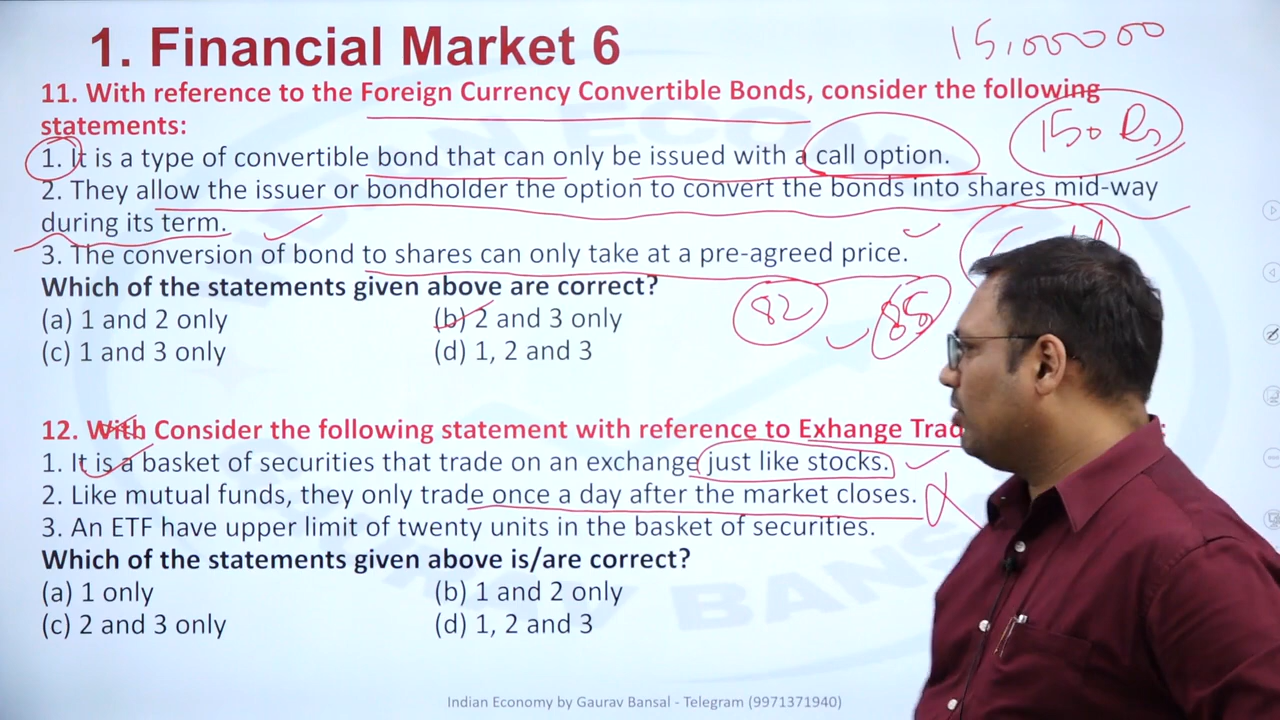 1. Financial Market 6
15,00000
11. With reference to the Foreign Currency Convertible Bonds, consider the following
statements:
150 Rs
1. It is a type of convertible bond that can only be issued with a call option.
2. They allow the issuer or bondholder the option to convert the bonds into shares mid-way
during its term.
3. The conversion of bond to shares can only take at a pre-agreed price.
Which of the statements given above are correct?
82
(a) 1 and 2 only (b) 2 and 3 only
(c) 1 and 3 only (d) 1, 2 and 3
12. With Consider the following statement with reference to Exhange
1. It is a basket of securities that trade on an exchange just like stocks.
2. Like mutual funds, they only trade once a day after the market closes.
3. An ETF have upper limit of twenty units in the basket of securities.
Which of the statements given above is/are correct?
(a) 1 only (b) 1 and 2 only
(c) 2 and 3 only (d) 1, 2 and 3
Indian Economy by Gaurav Bansal - Telegram (9971371940)